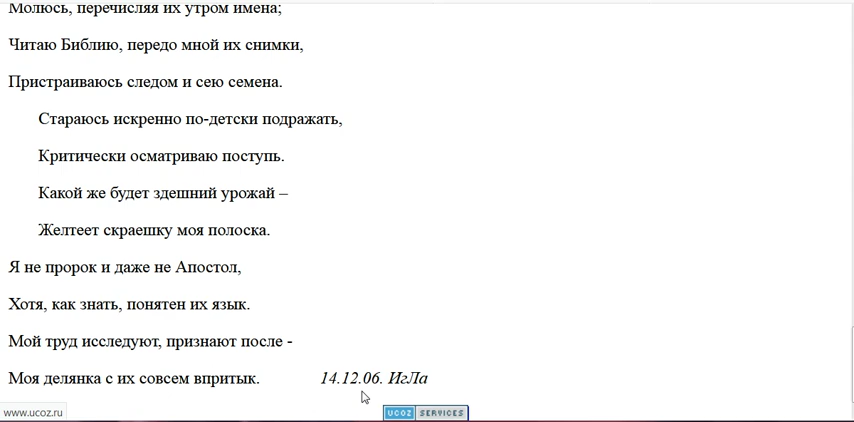 Молюсь, перечисляя их утром имена;
Читаю Библию, передо мной их снимки,
Пристраиваюсь следом и сею семена.
Стараюсь искренно по-детски подражать,
Критически осматриваю поступь.
Какой же будет здешний урожай –
Желтеет скраешку моя полоска.
Я не пророк и даже не Апостол,
Хотя, как знать, понятен их язык.
Мой труд исследуют, признают после -
Моя делянка с их совсем впритык. 14.12.06. ИгЛа
www.ucoz.ru
UCOZ SERVICES